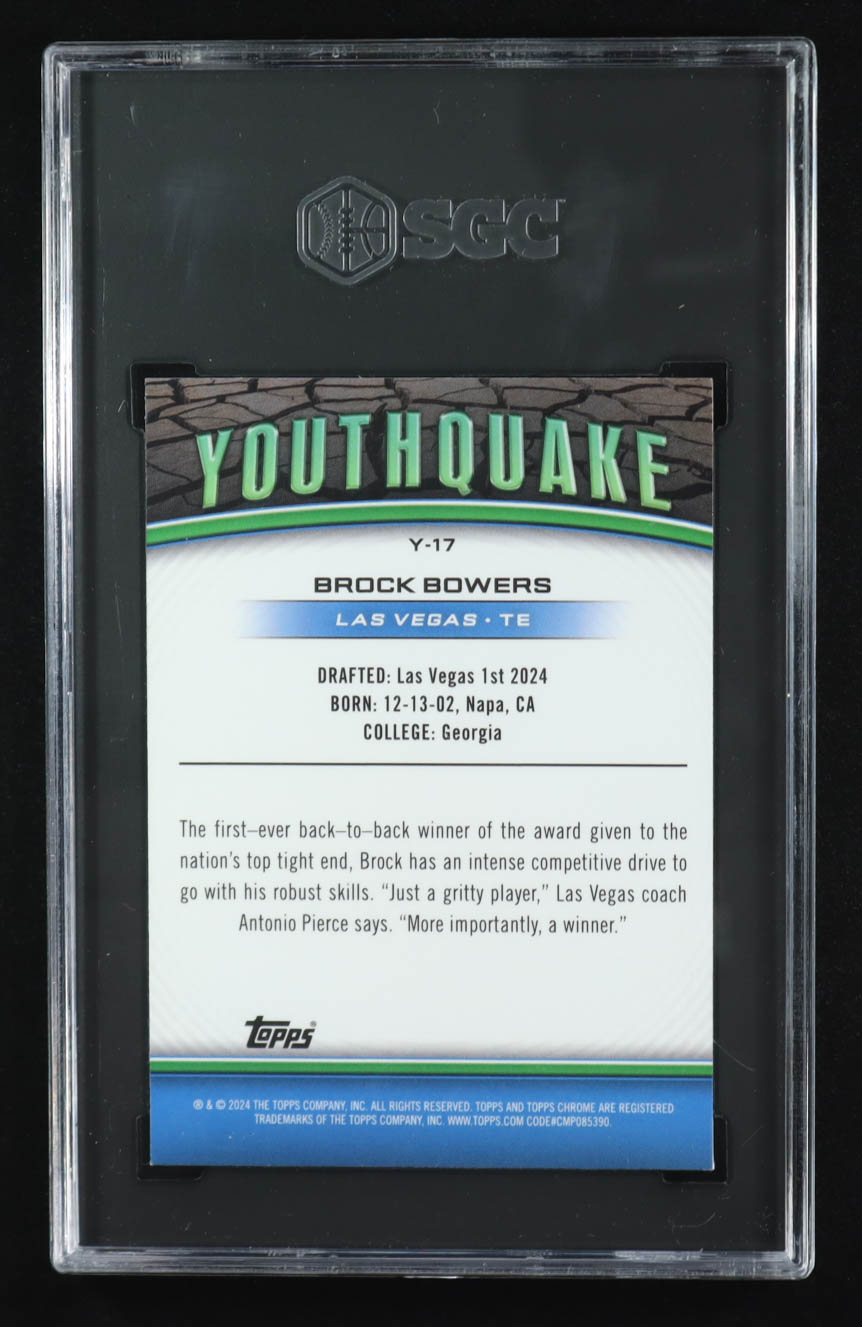 SGC
YOUTHQUAKE
Y-17
BROCK BOWERS
LAS VEGAS • TE
DRAFTED: Las Vegas 1st 2024
BORN: 12-13-02, Napa, CA
COLLEGE: Georgia
The first–ever back–to–back winner of the award given to the
nation's top tight end, Brock has an intense competitive drive to
go with his robust skills. “Just a gritty player,” Las Vegas coach
Antonio Pierce says. “More importantly, a winner.”
Topps®
® & © 2024 THE TOPPS COMPANY, INC. ALL RIGHTS RESERVED. TOPPS AND TOPPS CHROME ARE REGISTERED
TRADEMARKS OF THE TOPPS COMPANY, INC. WWW.TOPPS.COM CODE#CMP085390.